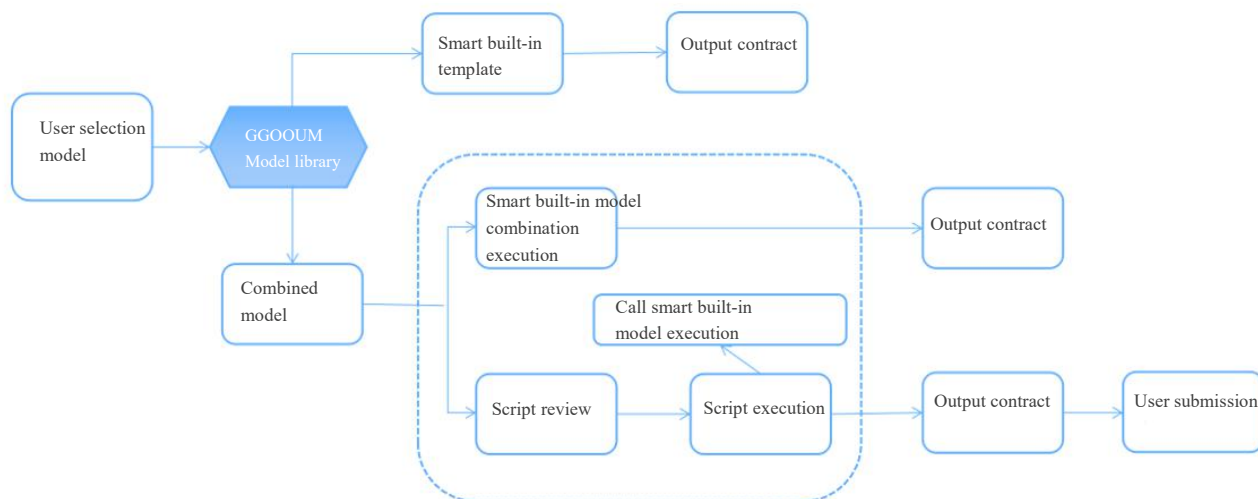 Smart built-in
template
Output contract
User selection
model
GGOOUM
Model library
Smart built-in model
combination
execution
Output contract
Combined
model
Call smart built-in
model execution
Script review
Script execution
Output contract
User submission